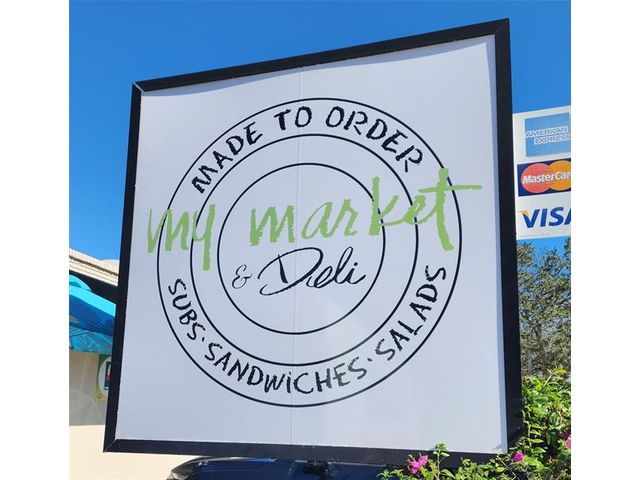 MADE TO ORDER
my market
& Deli
SUBS · SANDWiCHES · SALADS
AMERICAN
EXPRESS
MasterCard
VISA